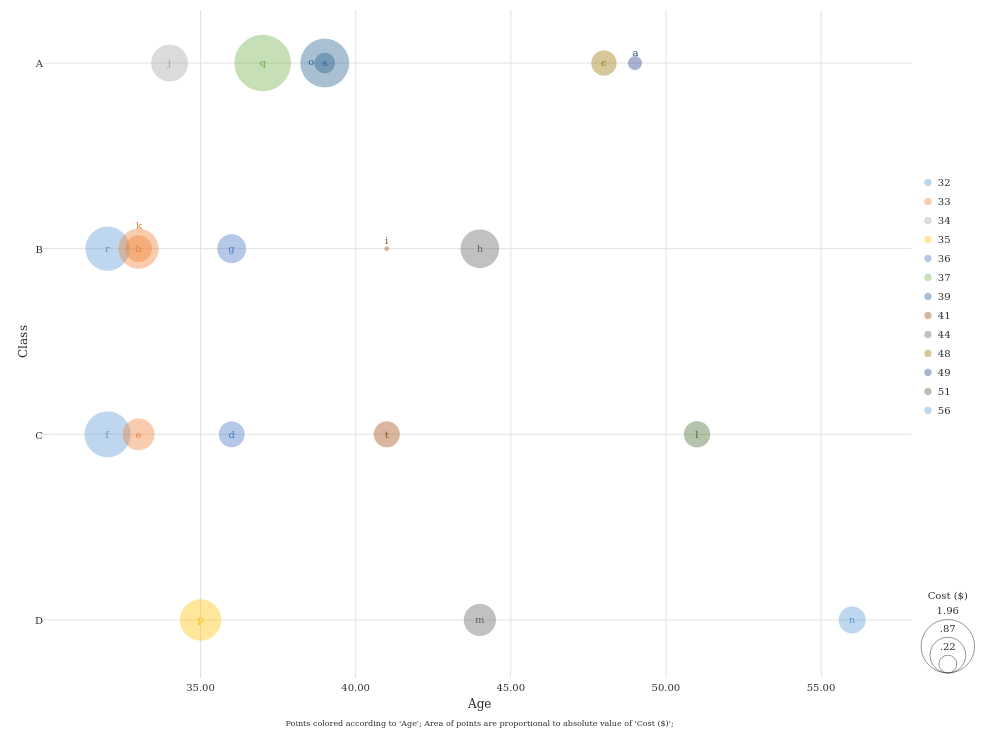 A
j
q
o
s
c
a
32
33
34
35
36
37
39
41
44
48
49
51
56
k
r
b
g
i
h
B
Class
C
f
e
d
t
l
D
p
m
n
Cost ($)
1.96
.87
.22
35.00
40.00
45.00
50.00
55.00
Age
Points colored according to 'Age'; Area of points are proportional to absolute value of 'Cost ($)';